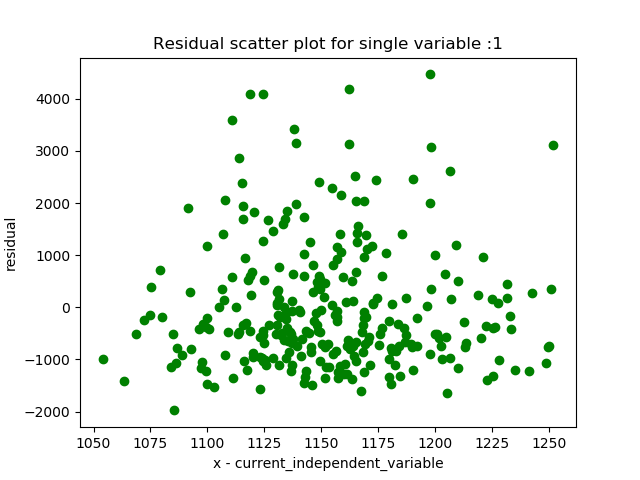 Residual scatter plot for single variable :1
4000
3000
2000
1000
0
−1000
−2000
residual
1050 1075 1100 1125 1150 1175 1200 1225 1250
x - current_independent_variable